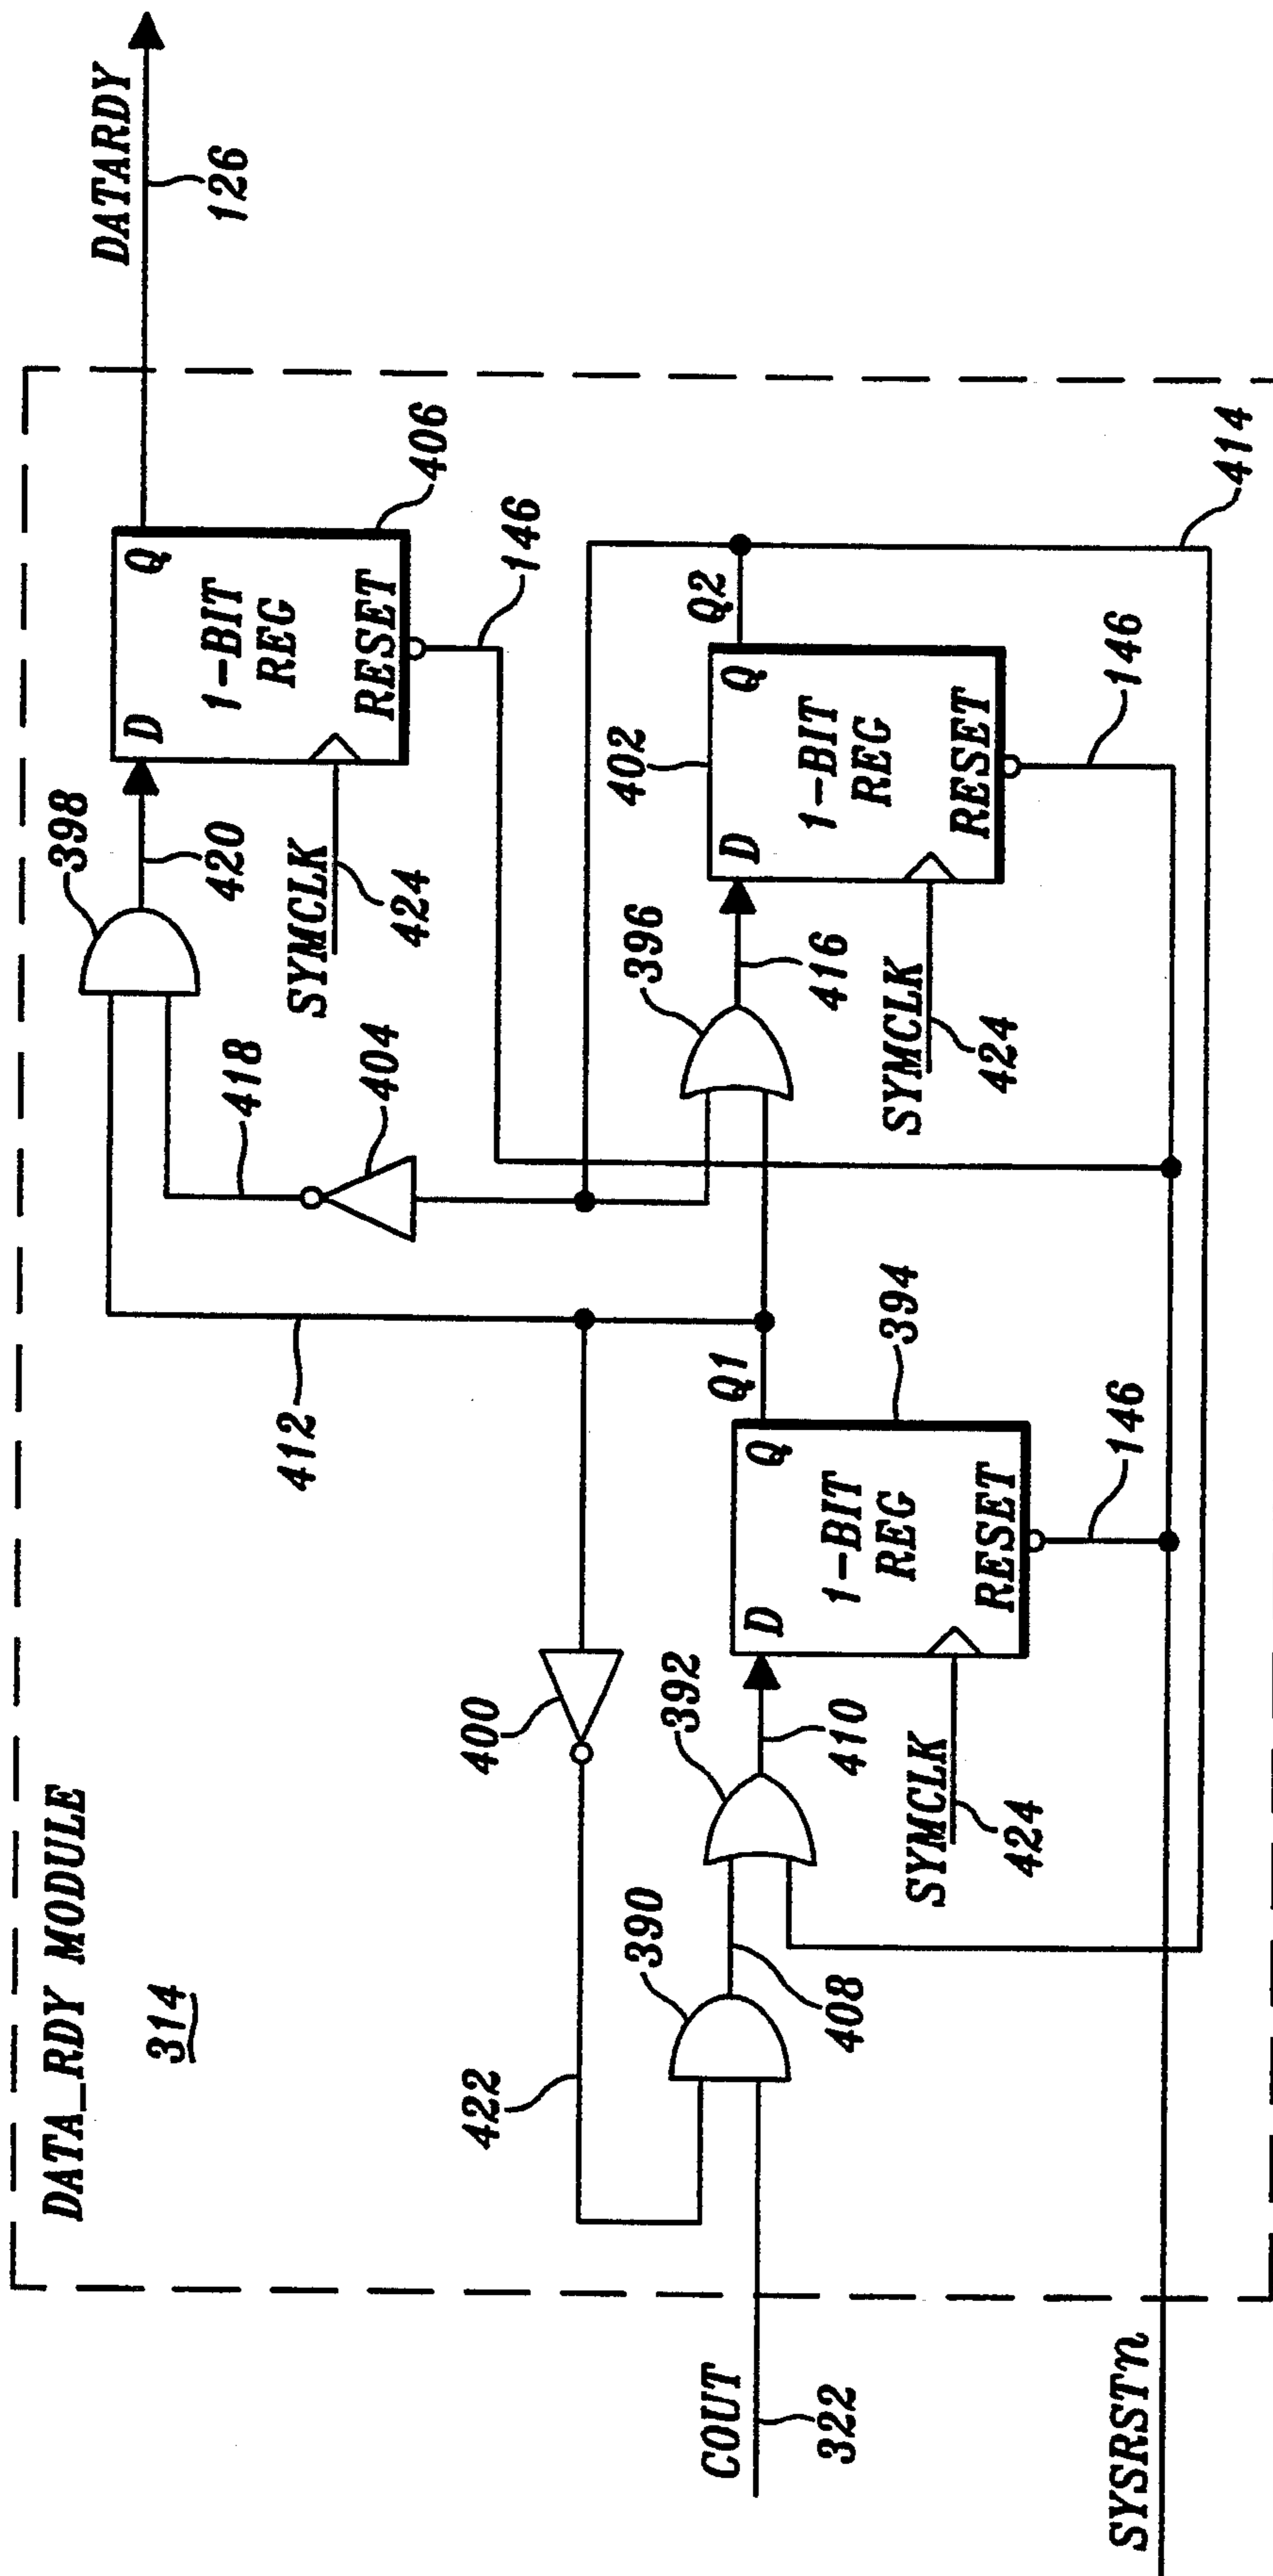 DATA_RDY MODULE
314
DATARDY
126
398
420
D
Q
1-BIT
REG
RESET
406
146
SYMCLK
424
418
404
412
400
422
390
408
392
410
D
Q
Q1
1-BIT
REG
RESET
394
146
SYMCLK
424
396
416
402
D
Q
Q2
1-BIT
REG
RESET
146
SYMCLK
424
414
COUT
322
SYSRSTn